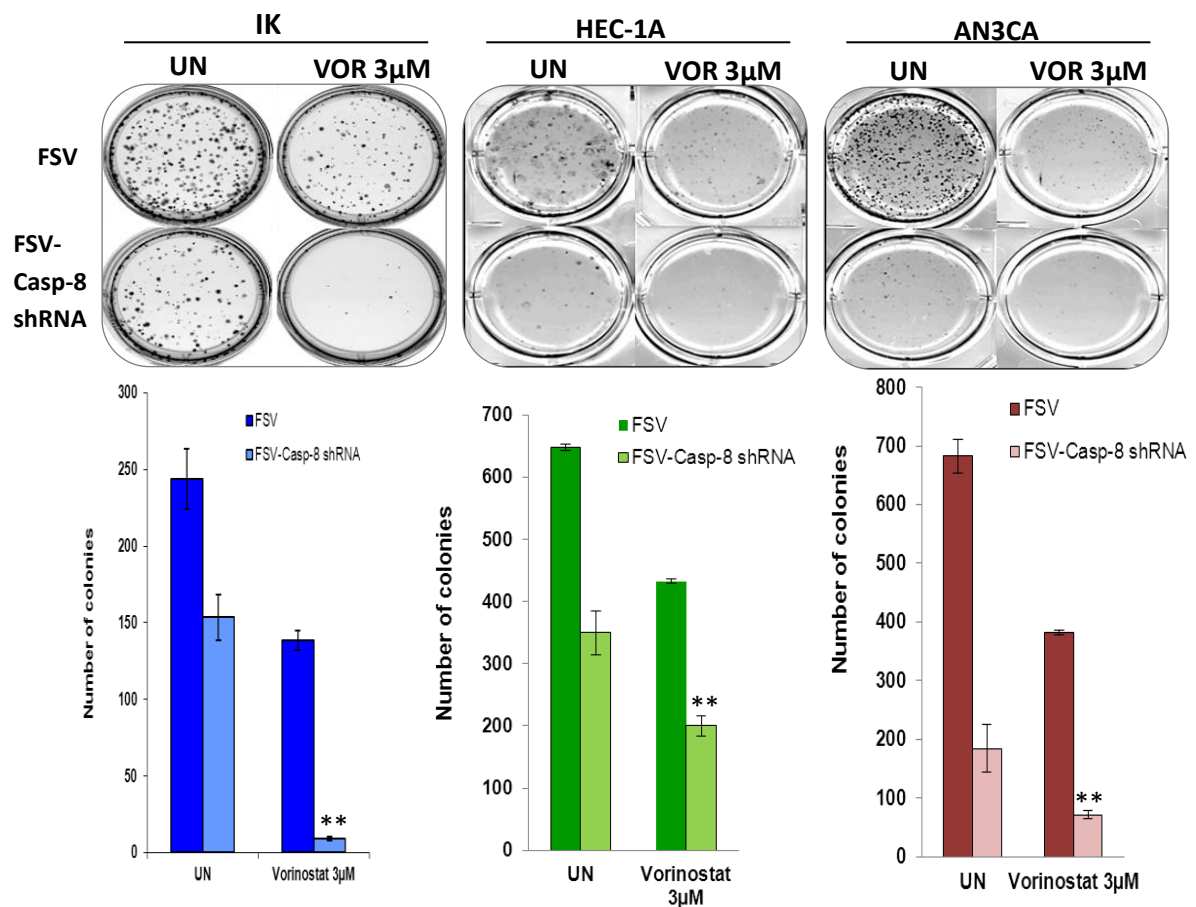 IK
HEC-1A
AN3CA
UN
VOR 3µM
UN
VOR 3µM
UN
VOR 3µM
FSV
FSV-
Casp-8
shRNA
300
250
200
150
100
50
0
Number of colonies
FSV
FSV-Casp-8 shRNA
**
UN
Vorinostat 3µM
700
600
500
400
300
200
100
0
Number of colonies
FSV
FSV-Casp-8 shRNA
**
UN
Vorinostat
3µM
800
700
600
500
400
300
200
100
0
Number of colonies
FSV
FSV-Casp-8 shRNA
**
UN
Vorinostat 3µM